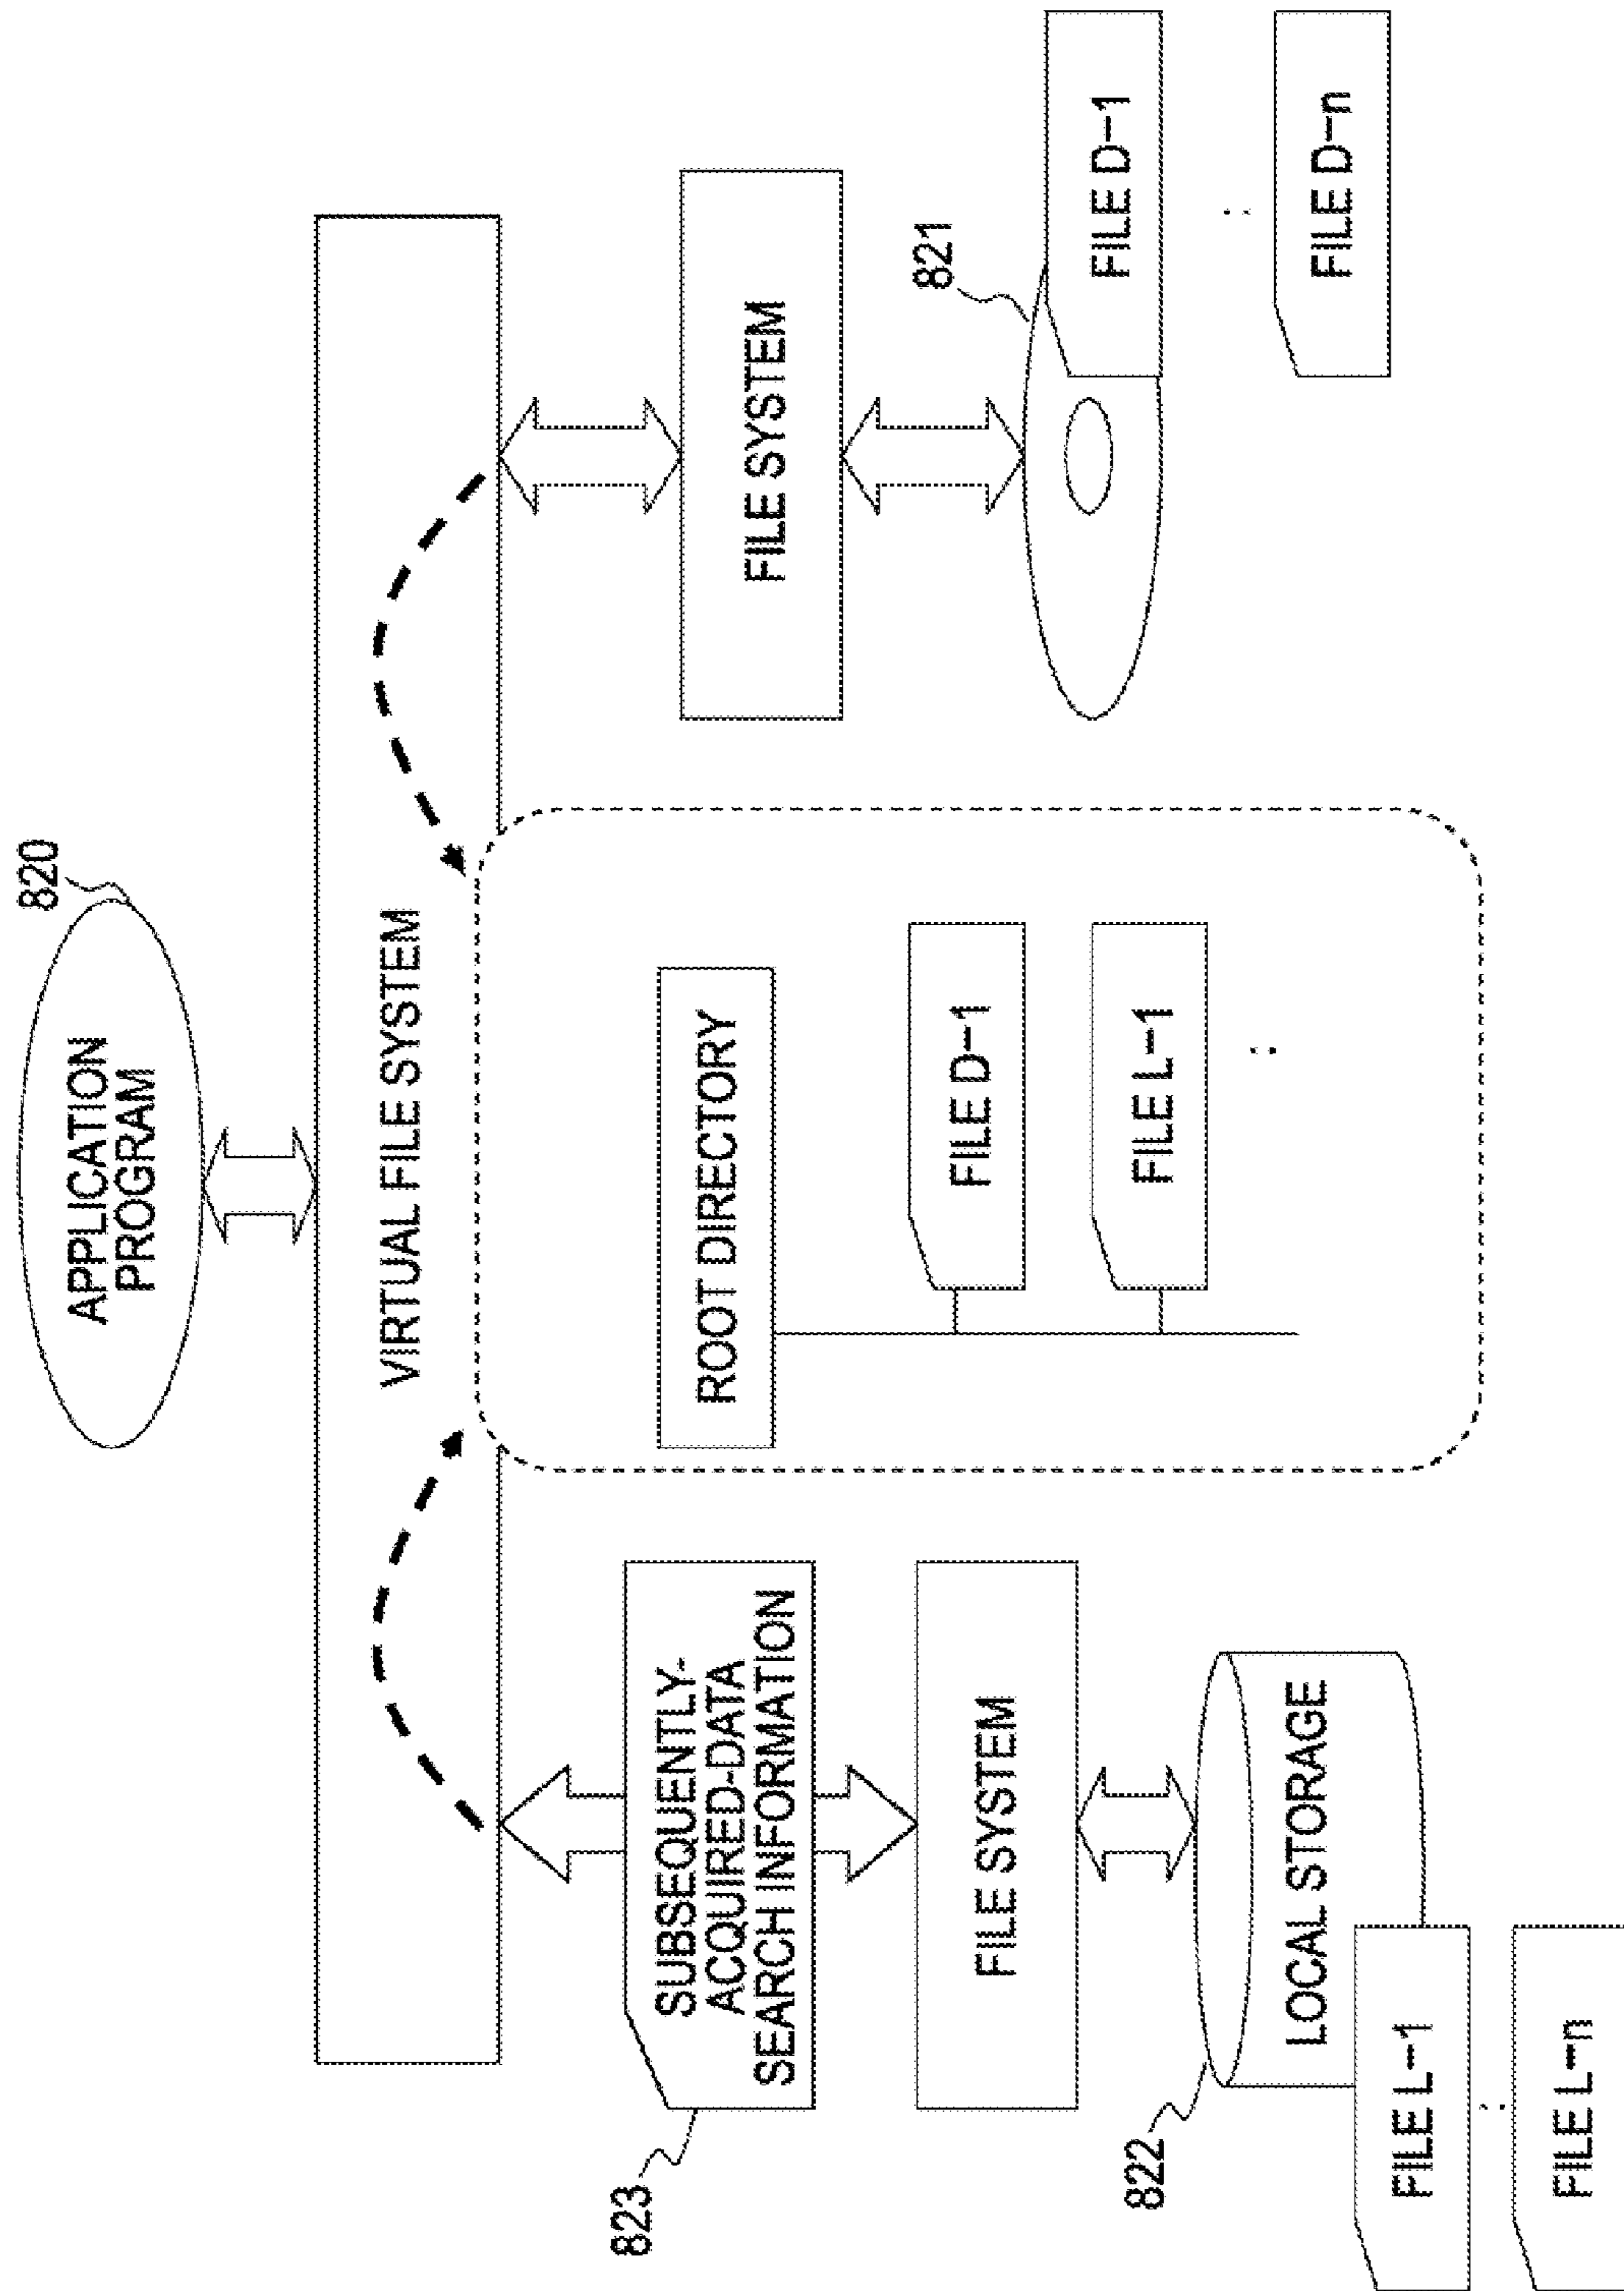 820
APPLICATION
PROGRAM
VIRTUAL FILE SYSTEM
823
SUBSEQUENTLY-
ACQUIRED-DATA
SEARCH INFORMATION
FILE SYSTEM
822
LOCAL STORAGE
FILE L-1
:
FILE L-n
ROOT DIRECTORY
FILE D-1
FILE L-1
:
FILE SYSTEM
821
FILE D-1
:
FILE D-n